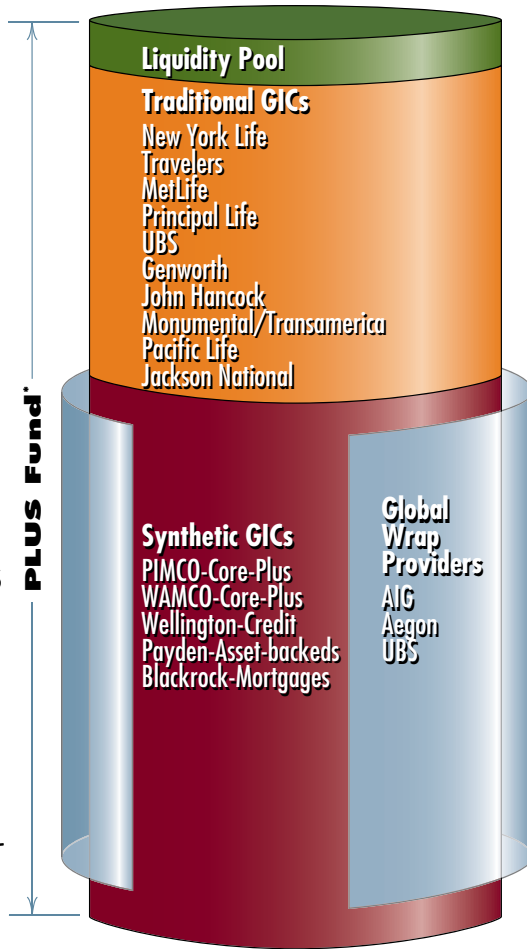 Liquidity Pool
Traditional GICs
New York Life
Travelers
MetLife
Principal Life
UBS
Genworth
John Hancock
Monumental/Transamerica
Pacific Life
Jackson National
PLUS Fund*
Synthetic GICs
PIMCO-Core-Plus
WAMCO-Core-Plus
Wellington-Credit
Payden-Asset-backeds
Blackrock-Mortgages
Global
Wrap
Providers
AIG
Aegon
UBS